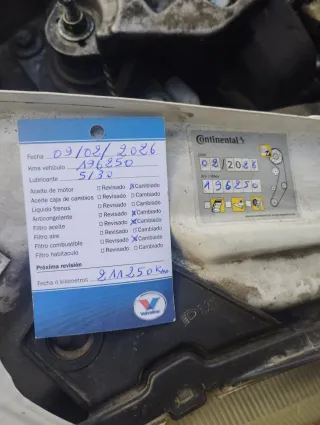 Fecha 09/02/2026
Kms vehículo 196250
Lubricante 5/30
Aceite de motor □ Revisado ☒ Cambiado
Aceite caja de cambios □ Revisado □ Cambiado
Líquido frenos □ Revisado □ Cambiado
Anticongelante □ Revisado ☒ Cambiado
Filtro aceite □ Revisado ☒ Cambiado
Filtro aire □ Revisado □ Cambiado
Filtro combustible □ Revisado ☒ Cambiado
Filtro habitáculo □ Revisado □ Cambiado
Próxima revisión
Fecha ó kilómetros 211250 Km
Valvoline
Continental
02 2026
196250